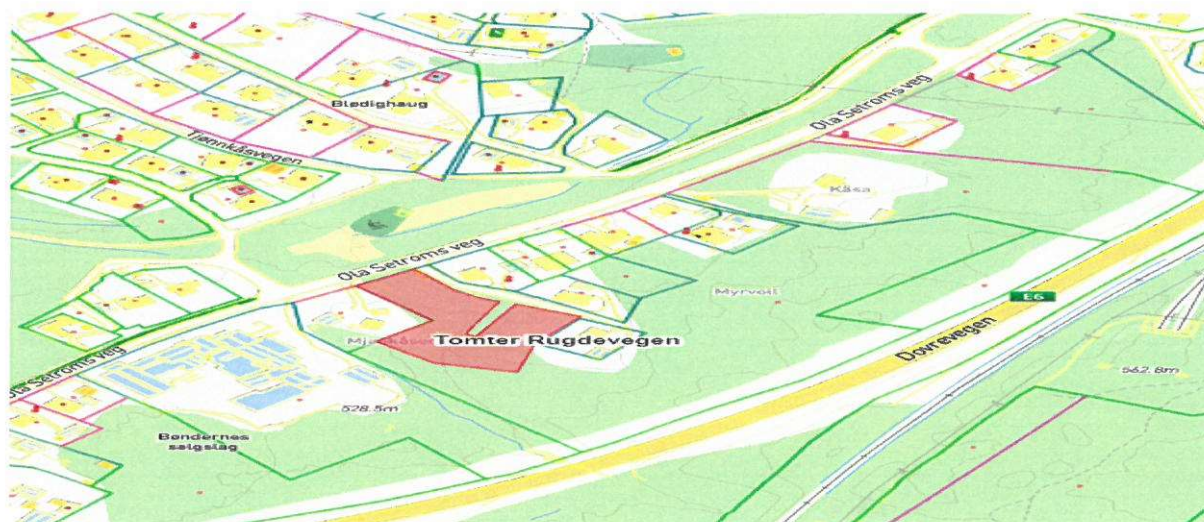 Ola Setroms veg
Blødighaug
Tjønnkåsvegen
Kåsa
Ola Setroms veg
Myrvoll
E6
Tomter Rugdevegen
Dovrevegen
Ola Setroms veg
562.8m
528.5m
Bøndernes
salgslag